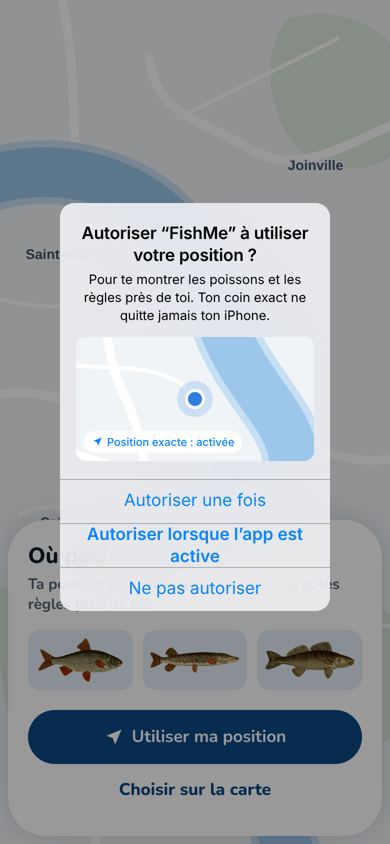 Joinville
Saint-Maur
Autoriser “FishMe” à utiliser
votre position ?
Pour te montrer les poissons et les
règles près de toi. Ton coin exact ne
quitte jamais ton iPhone.
Position exacte : activée
Autoriser une fois
Autoriser lorsque l’app est
active
Ne pas autoriser
Où pêche
Ta position
et les
règles près de toi.
Utiliser ma position
Choisir sur la carte